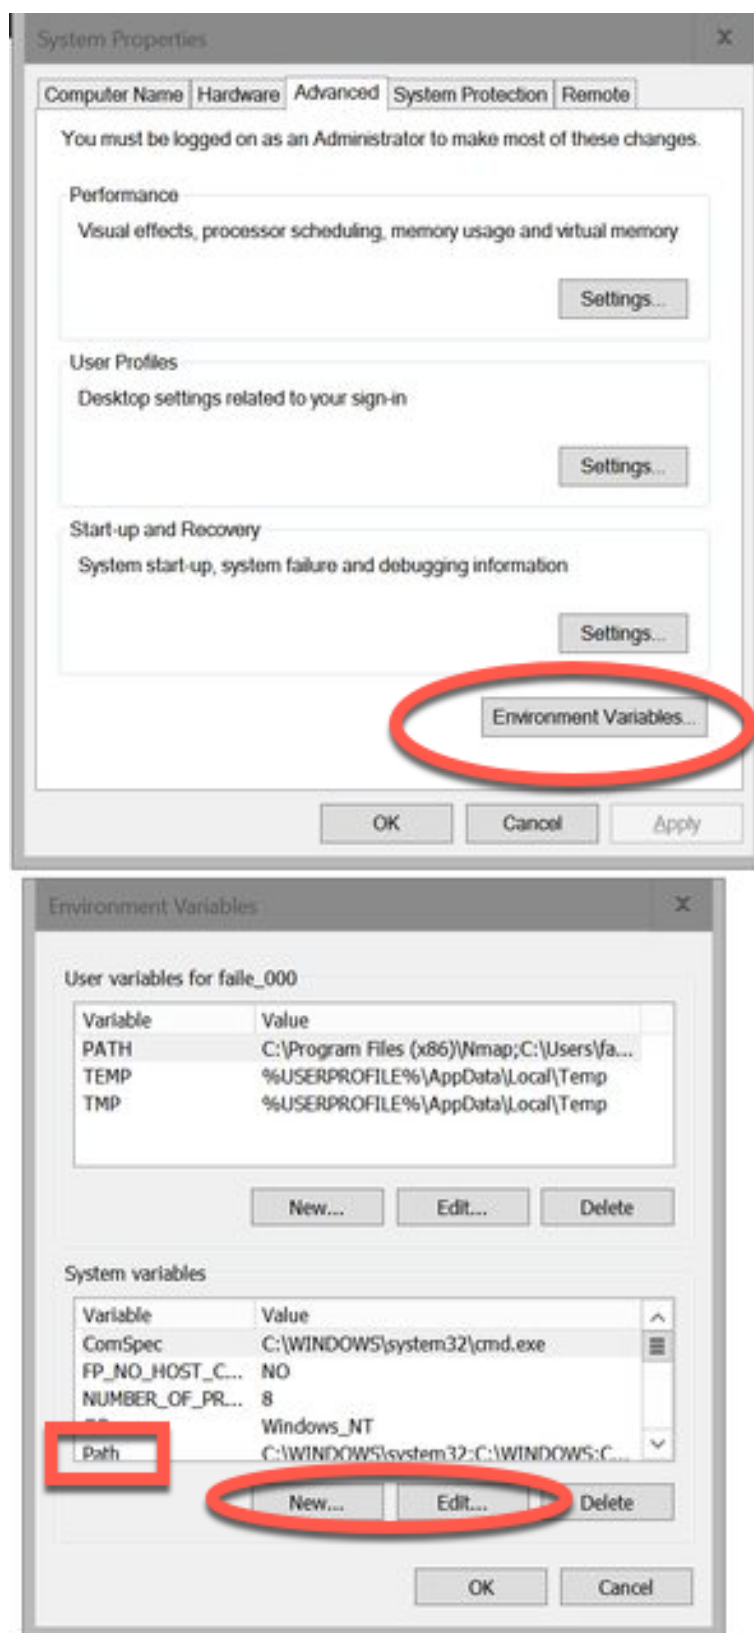 System Properties
x
Computer Name Hardware Advanced System Protection Remote
You must be logged on as an Administrator to make most of these changes.
Performance
Visual effects, processor scheduling, memory usage and virtual memory
Settings...
User Profiles
Desktop settings related to your sign-in
Settings...
Start-up and Recovery
System start-up, system failure and debugging information
Settings...
Environment Variables...
OK Cancel Apply
Environment Variables
x
User variables for faile_000
Variable Value
PATH C:\Program Files (x86)\Nmap;C:\Users\fa...
TEMP %USERPROFILE%\AppData\Local\Temp
TMP %USERPROFILE%\AppData\Local\Temp
New... Edit... Delete
System variables
Variable Value
ComSpec C:\WINDOWS\system32\cmd.exe
FP_NO_HOST_C... NO
NUMBER_OF_PR... 8
Windows_NT
Path C:\WINDOWS\system32;C:\WINDOWS;C...
New... Edit... Delete
OK Cancel